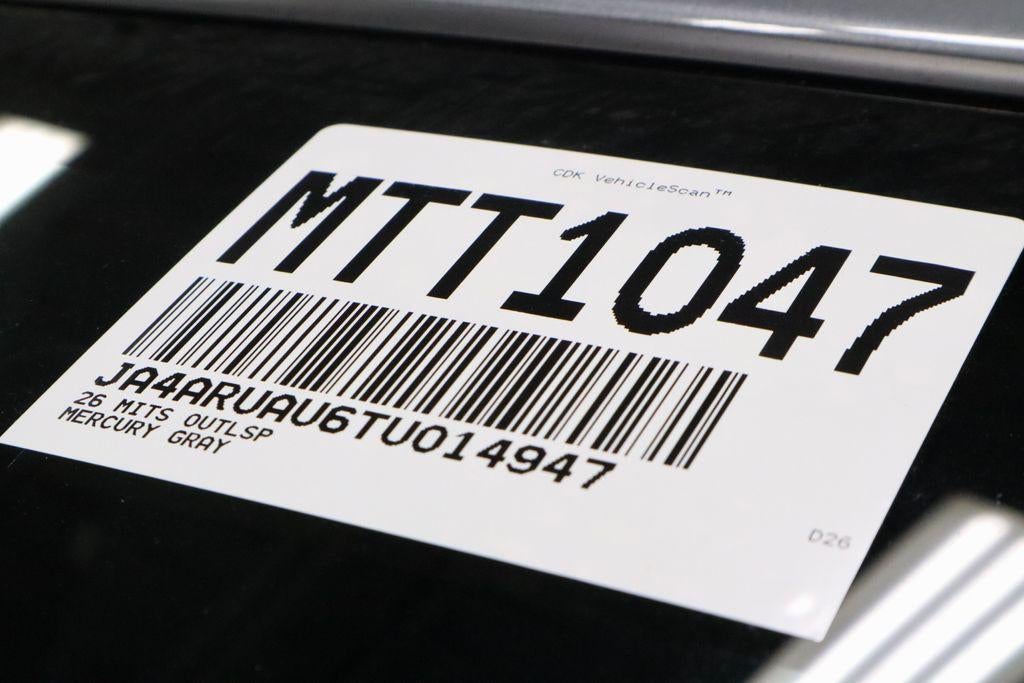 CDK VehicleScan™
MTT1047
JA4ARUAU6TU014947
26 MITS OUTLSP
MERCURY GRAY
D26